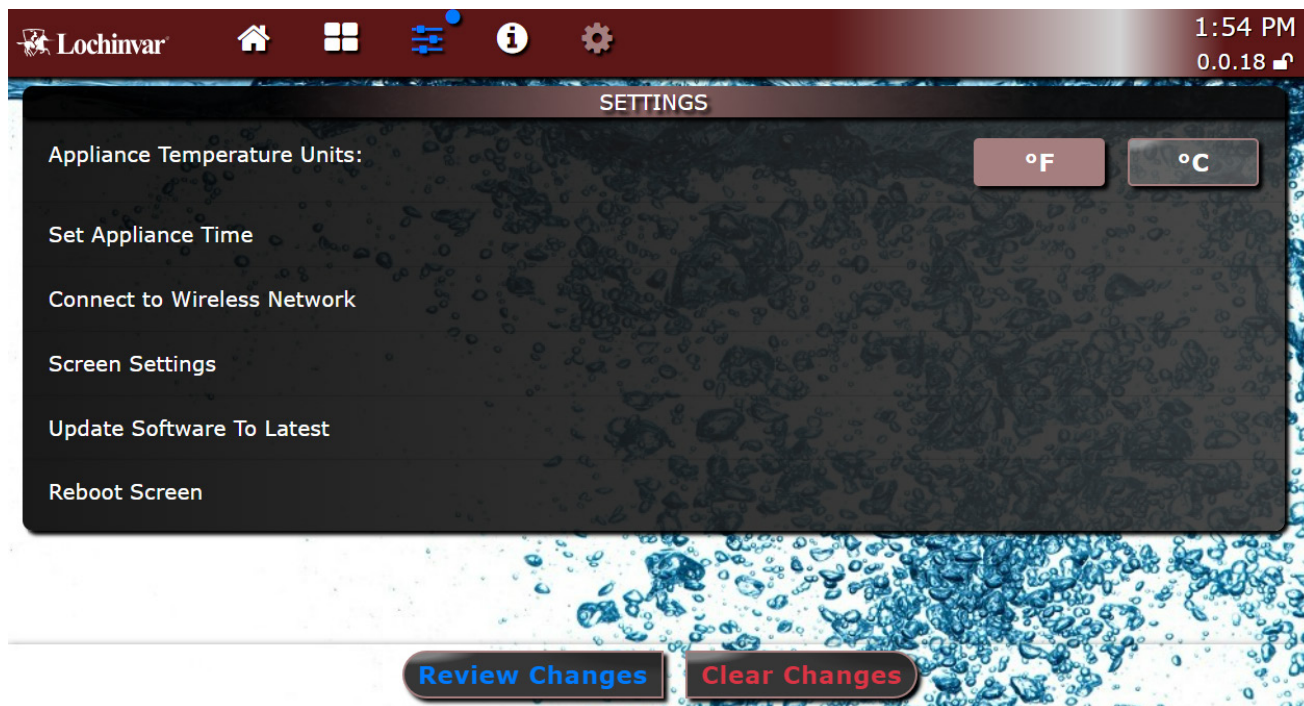 Lochinvar
1:54 PM
0.0.18
SETTINGS
Appliance Temperature Units:
°F
°C
Set Appliance Time
Connect to Wireless Network
Screen Settings
Update Software To Latest
Reboot Screen
Review Changes
Clear Changes